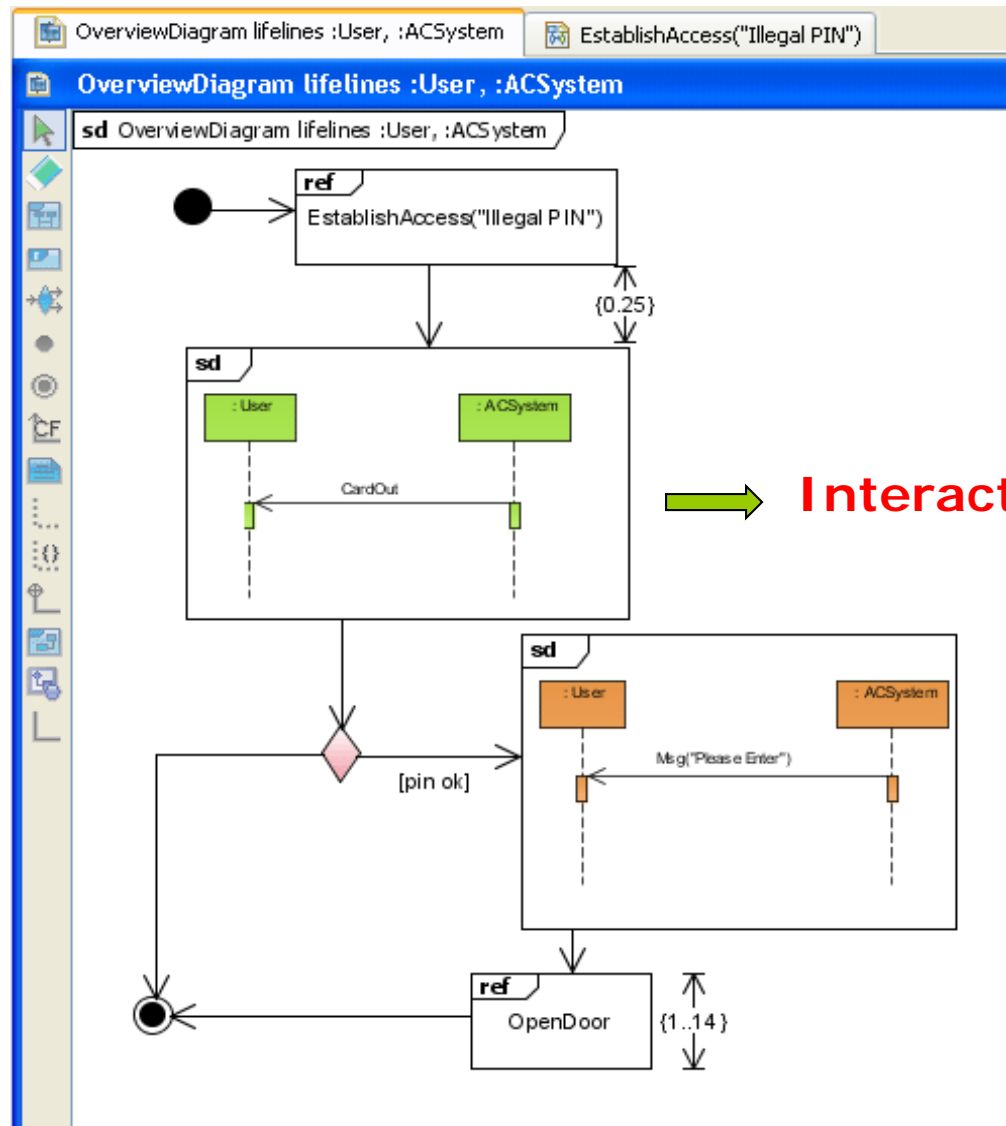 OverviewDiagram lifelines :User, :ACSystem
EstablishAccess("Illegal PIN")
OverviewDiagram lifelines :User, :ACSystem
sd OverviewDiagram lifelines :User, :ACSystem
ref
EstablishAccess("Illegal PIN")
{0.25}
sd
: User
: ACSystem
CardOut
Interact
sd
: User
: ACSystem
Msg("Please Enter")
[pin ok]
ref
OpenDoor
{1..14 }
CF
{}